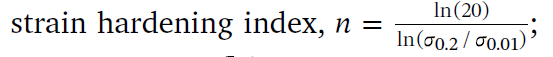 strain hardening index, n = ln(20) / ln(σ0.2 / σ0.01);